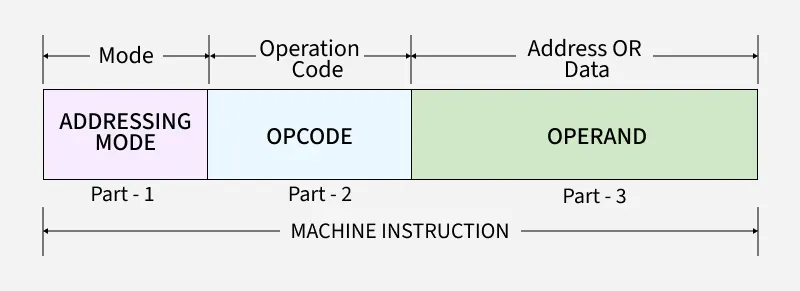 Mode
Operation
Code
Address OR
Data
ADDRESSING
MODE
OPCODE
OPERAND
Part - 1
Part - 2
Part - 3
MACHINE INSTRUCTION